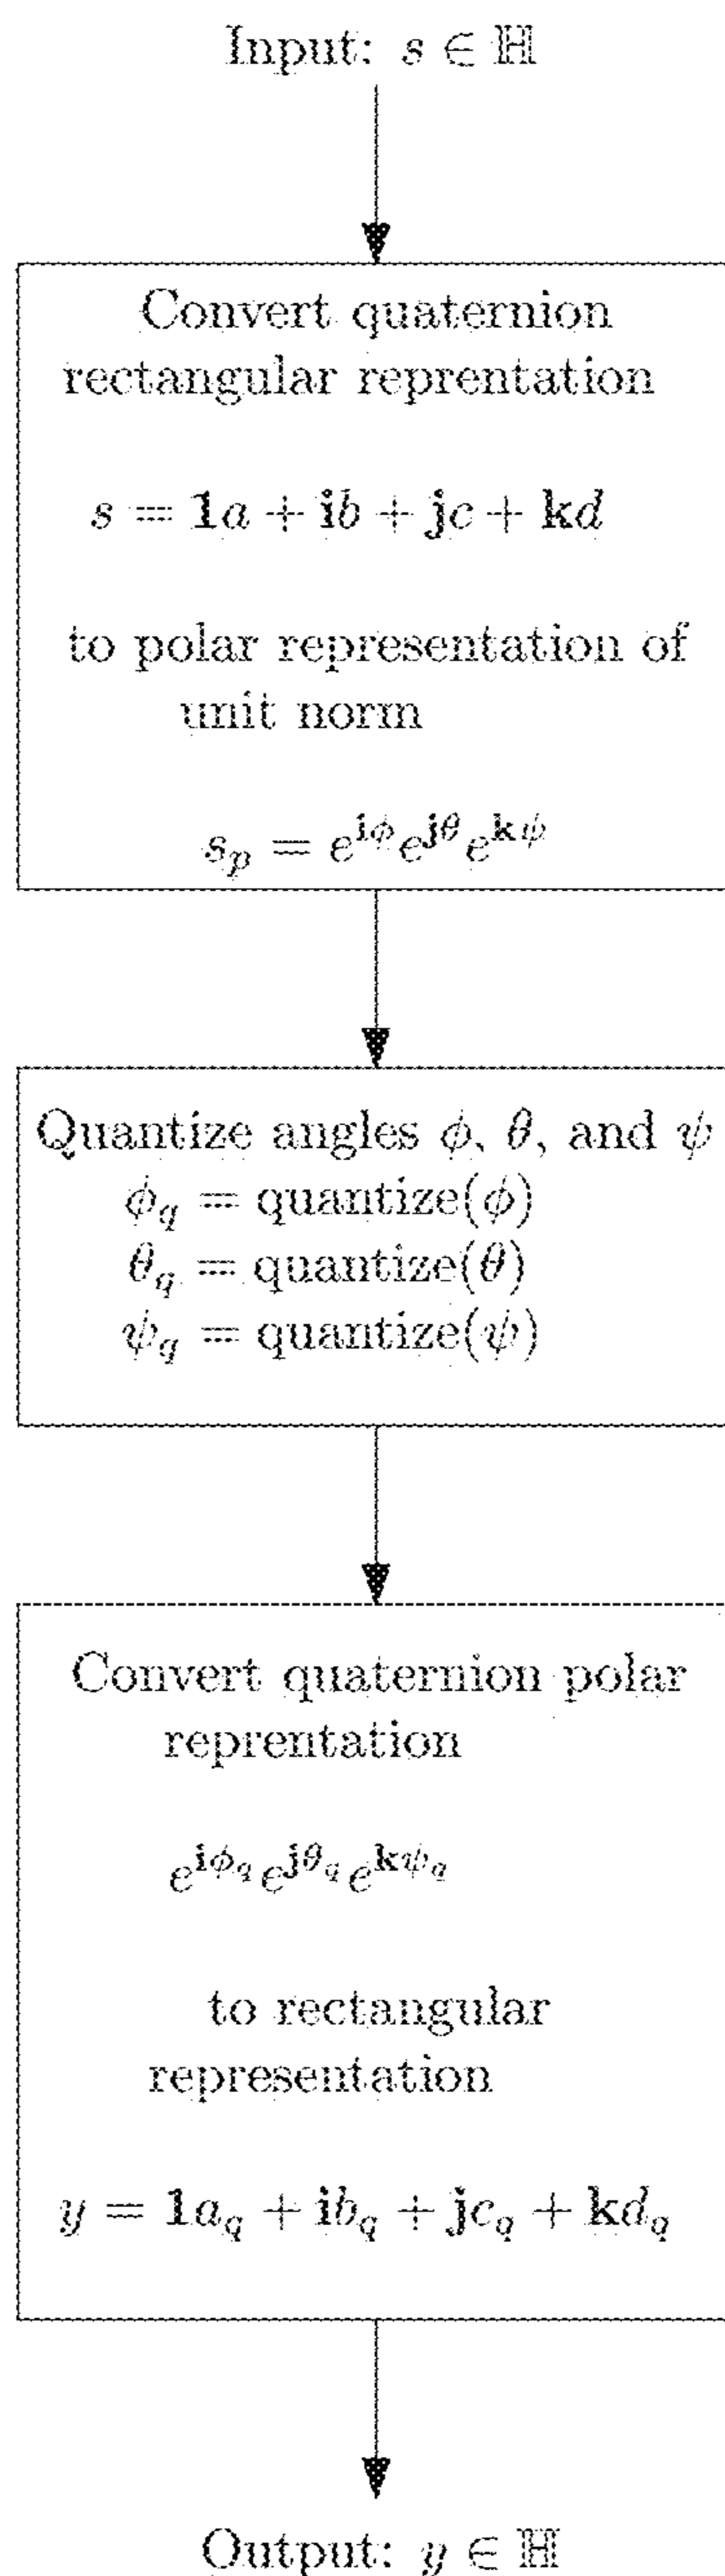 Input: s ∈ ℍ
Convert quaternion
rectangular reprentation
s = 𝟏a + 𝐢b + 𝐣c + 𝐤d
to polar representation of
unit norm
s_p = e^{𝐢ϕ}e^{𝐣θ}e^{𝐤ψ}
Quantize angles ϕ, θ, and ψ
ϕ_q = quantize(ϕ)
θ_q = quantize(θ)
ψ_q = quantize(ψ)
Convert quaternion polar
reprentation
e^{𝐢ϕ_q}e^{𝐣θ_q}e^{𝐤ψ_q}
to rectangular
representation
y = 𝟏a_q + 𝐢b_q + 𝐣c_q + 𝐤d_q
Output: y ∈ ℍ